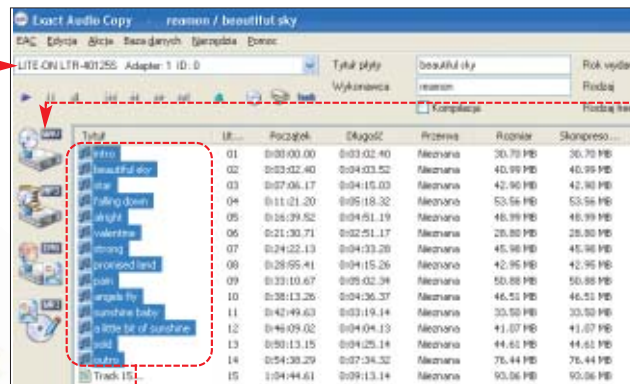 Exact Audio Copy - reamon / beautiful sky
EAC Edycja Akcja Baza danych Narzędzia Pomoc
LITE-ON LTR-40125S Adapter: 1 ID: 0 Tytuł płyty beautiful sky Rok wydan
Wykonawca reamonn Rodzaj
Kompilacja Rodzaj
Tytuł Ut... Początek Długość Przerwa Rozmiar Skompreso...
intro 01 0:00:00.00 0:03:02.40 Nieznana 30.70 MB 30.70 MB
beautiful sky 02 0:03:02.40 0:04:03.52 Nieznana 40.99 MB 40.99 MB
star 03 0:07:06.17 0:04:15.03 Nieznana 42.90 MB 42.90 MB
falling down 04 0:11:21.20 0:05:18.32 Nieznana 53.56 MB 53.56 MB
alright 05 0:16:39.52 0:04:51.19 Nieznana 48.99 MB 48.99 MB
valentine 06 0:21:30.71 0:02:51.17 Nieznana 28.80 MB 28.80 MB
strong 07 0:24:22.13 0:04:33.28 Nieznana 45.98 MB 45.98 MB
promised land 08 0:28:55.41 0:04:15.26 Nieznana 42.95 MB 42.95 MB
pain 09 0:33:10.67 0:05:02.34 Nieznana 50.88 MB 50.88 MB
angels fly 10 0:38:13.26 0:04:36.37 Nieznana 46.51 MB 46.51 MB
sunshine baby 11 0:42:49.63 0:03:19.14 Nieznana 33.50 MB 33.50 MB
a little bit of sunshine 12 0:46:09.02 0:04:04.13 Nieznana 41.07 MB 41.07 MB
sold 13 0:50:13.15 0:04:25.14 Nieznana 44.61 MB 44.61 MB
outro 14 0:54:38.29 0:07:34.32 Nieznana 76.44 MB 76.44 MB
Track 15... 15 1:04:44.61 0:09:13.14 Nieznana 93.06 MB 93.06 MB